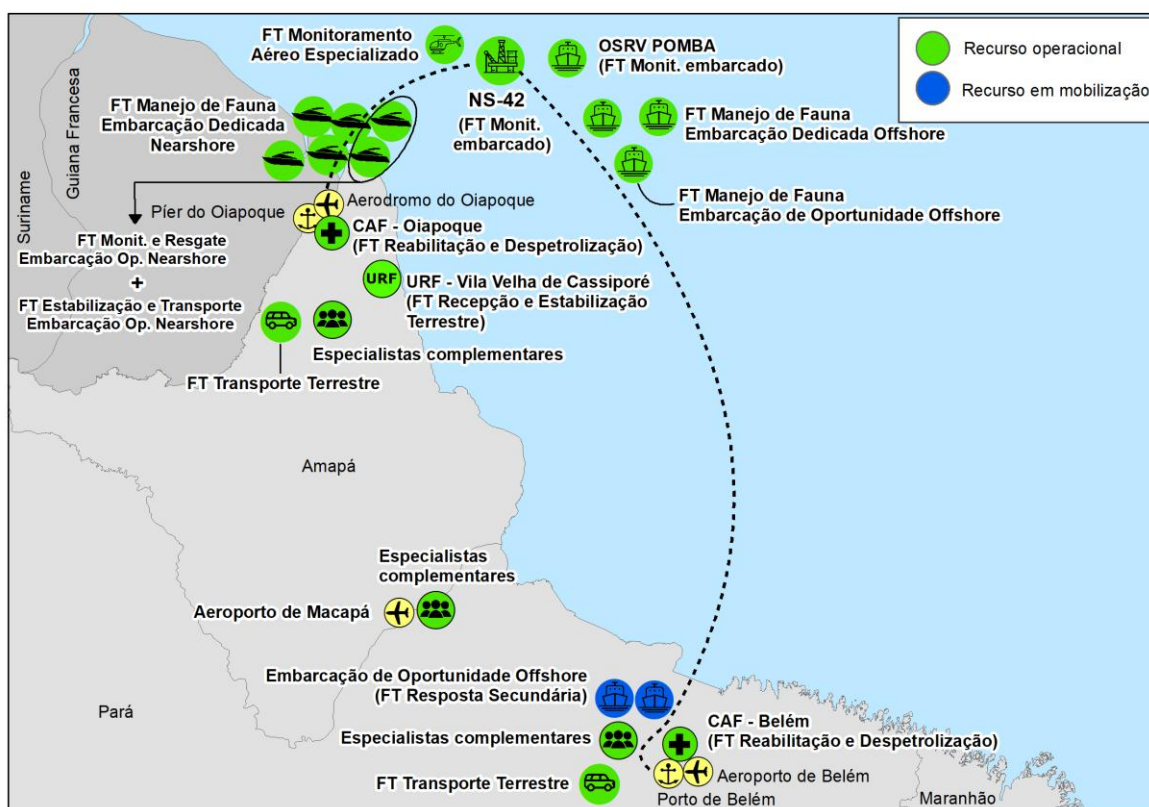 FT Monitoramento
Aéreo Especializado
OSRV POMBA
(FT Monit. embarcado)
Recurso operacional
Recurso em mobilização
NS-42
(FT Monit.
embarcado)
FT Manejo de Fauna
Embarcação Dedicada
Nearshore
FT Manejo de Fauna
Embarcação Dedicada Offshore
FT Manejo de Fauna
Embarcação de Oportunidade Offshore
Suriname
Guiana Francesa
Aerodromo do Oiapoque
Píer do Oiapoque
CAF - Oiapoque
(FT Reabilitação e Despetrolização)
FT Monit. e Resgate
Embarcação Op. Nearshore
+
FT Estabilização e Transporte
Embarcação Op. Nearshore
URF
URF - Vila Velha de Cassiporé
(FT Recepção e Estabilização
Terrestre)
Especialistas complementares
FT Transporte Terrestre
Amapá
Especialistas
complementares
Aeroporto de Macapá
Embarcação de Oportunidade Offshore
(FT Resposta Secundária)
Pará
Especialistas complementares
CAF - Belém
(FT Reabilitação e Despetrolização)
FT Transporte Terrestre
Aeroporto de Belém
Porto de Belém
Maranhão